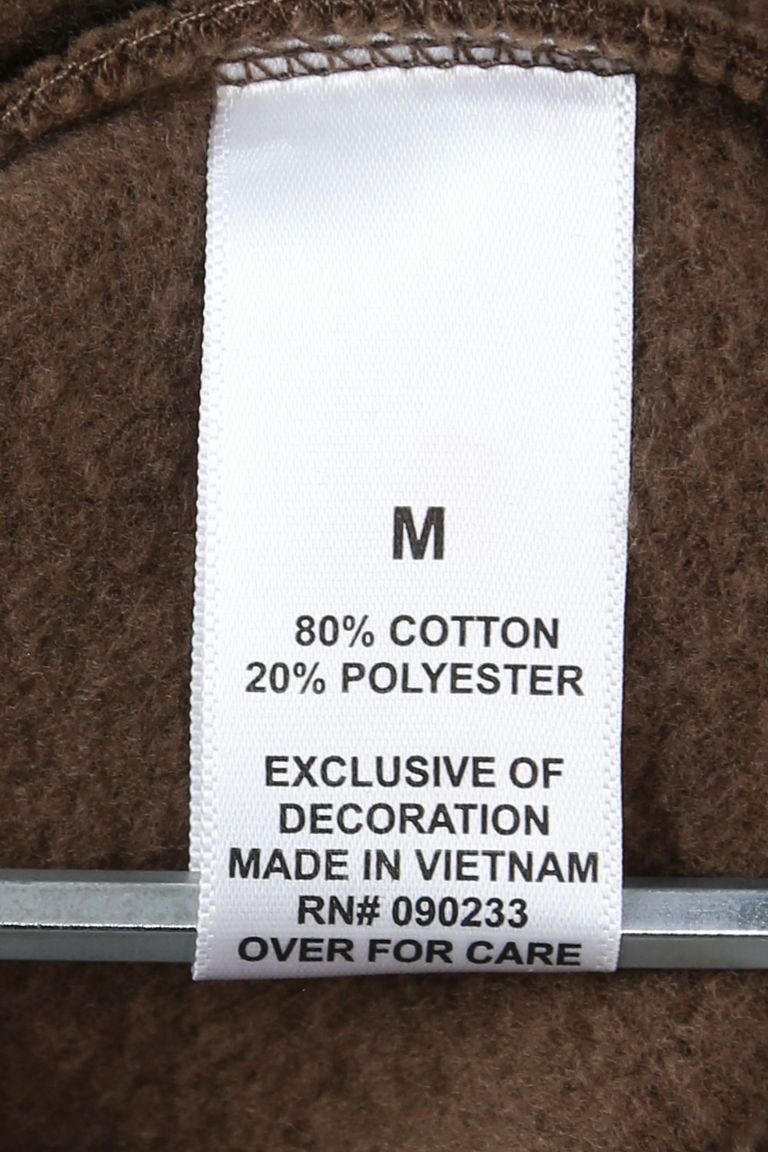 M
80% COTTON
20% POLYESTER
EXCLUSIVE OF
DECORATION
MADE IN VIETNAM
RN# 090233
OVER FOR CARE